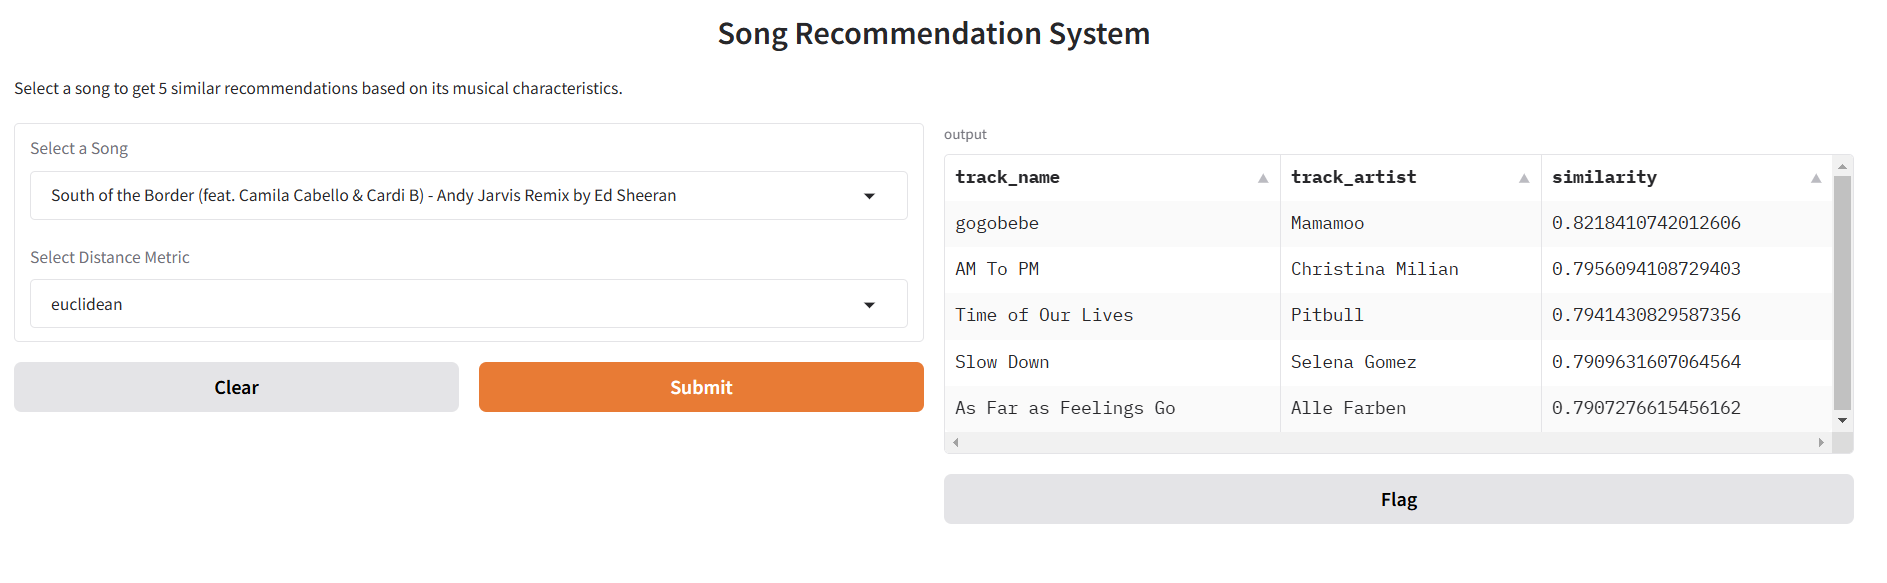 Song Recommendation System
Select a song to get 5 similar recommendations based on its musical characteristics.
Select a Song
South of the Border (feat. Camila Cabello & Cardi B) - Andy Jarvis Remix by Ed Sheeran
Select Distance Metric
euclidean
Clear
Submit
output
track_name track_artist similarity
gogobebe Mamamoo 0.8218410742012606
AM To PM Christina Milian 0.7956094108729403
Time of Our Lives Pitbull 0.7941430829587356
Slow Down Selena Gomez 0.7909631607064564
As Far as Feelings Go Alle Farben 0.7907276615456162
Flag